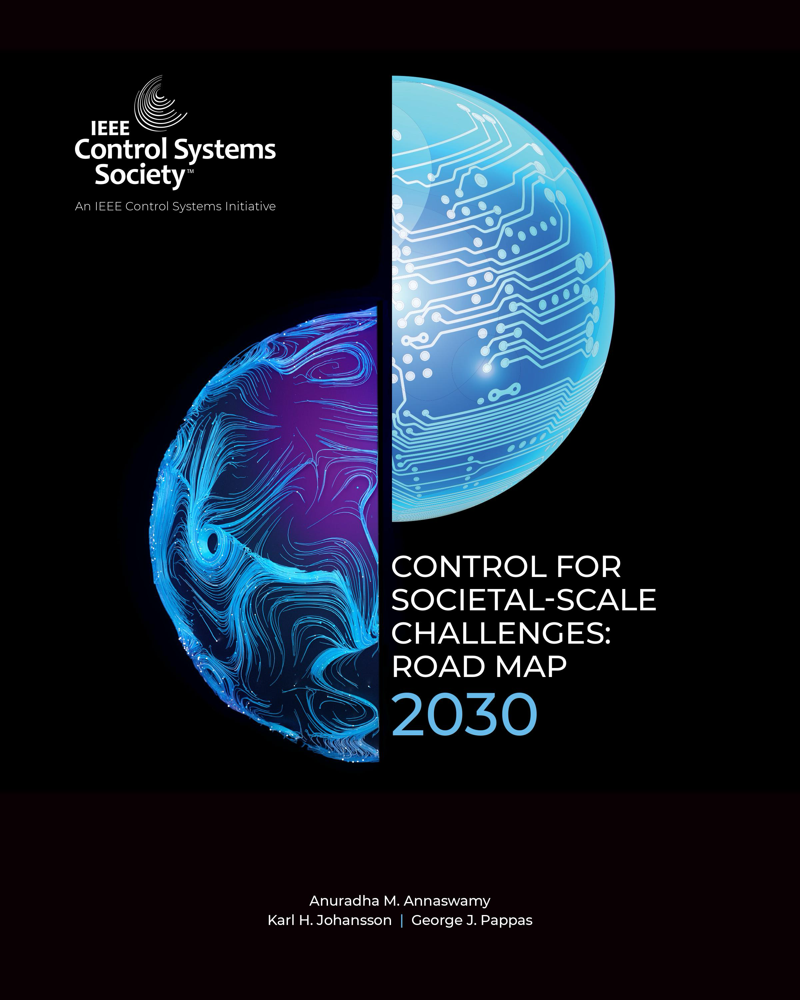 IEEE
Control Systems
Society™
An IEEE Control Systems Initiative
CONTROL FOR
SOCIETAL-SCALE
CHALLENGES:
ROAD MAP
2030
Anuradha M. Annaswamy
Karl H. Johansson | George J. Pappas